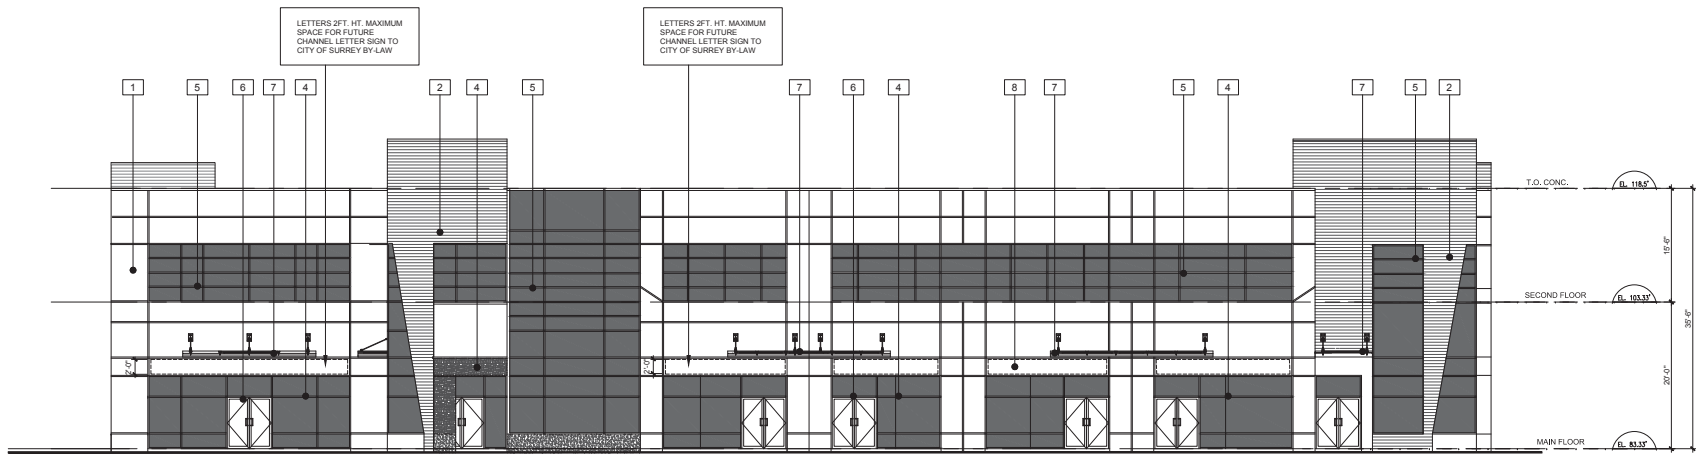 LETTERS 2FT. HT. MAXIMUM
SPACE FOR FUTURE
CHANNEL LETTER SIGN TO
CITY OF SURREY BY-LAW
LETTERS 2FT. HT. MAXIMUM
SPACE FOR FUTURE
CHANNEL LETTER SIGN TO
CITY OF SURREY BY-LAW
1 5 6 7 4 2 4 5 7 6 4 8 7 5 4 7 5 2
T.O. CONC. EL. 118.5'
15'-6"
SECOND FLOOR EL. 103.33'
35'-6"
2'-0"
2'-0"
20'-0"
MAIN FLOOR EL. 83.33'